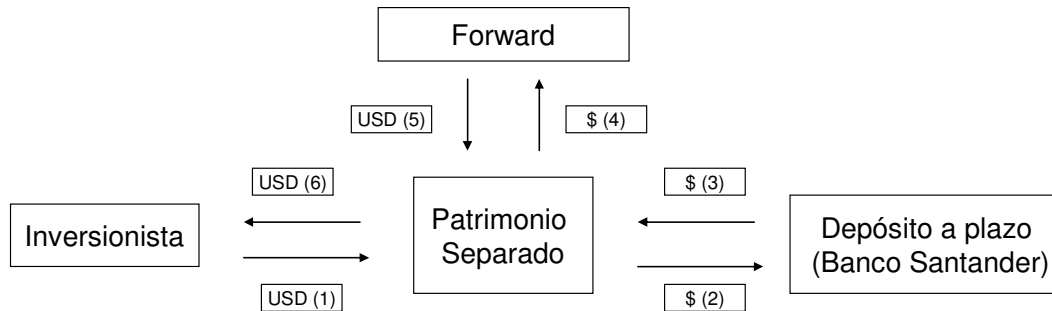 Forward
USD (5)
$ (4)
USD (6)
$ (3)
Inversionista
Patrimonio
Separado
Depósito a plazo
(Banco Santander)
USD (1)
$ (2)